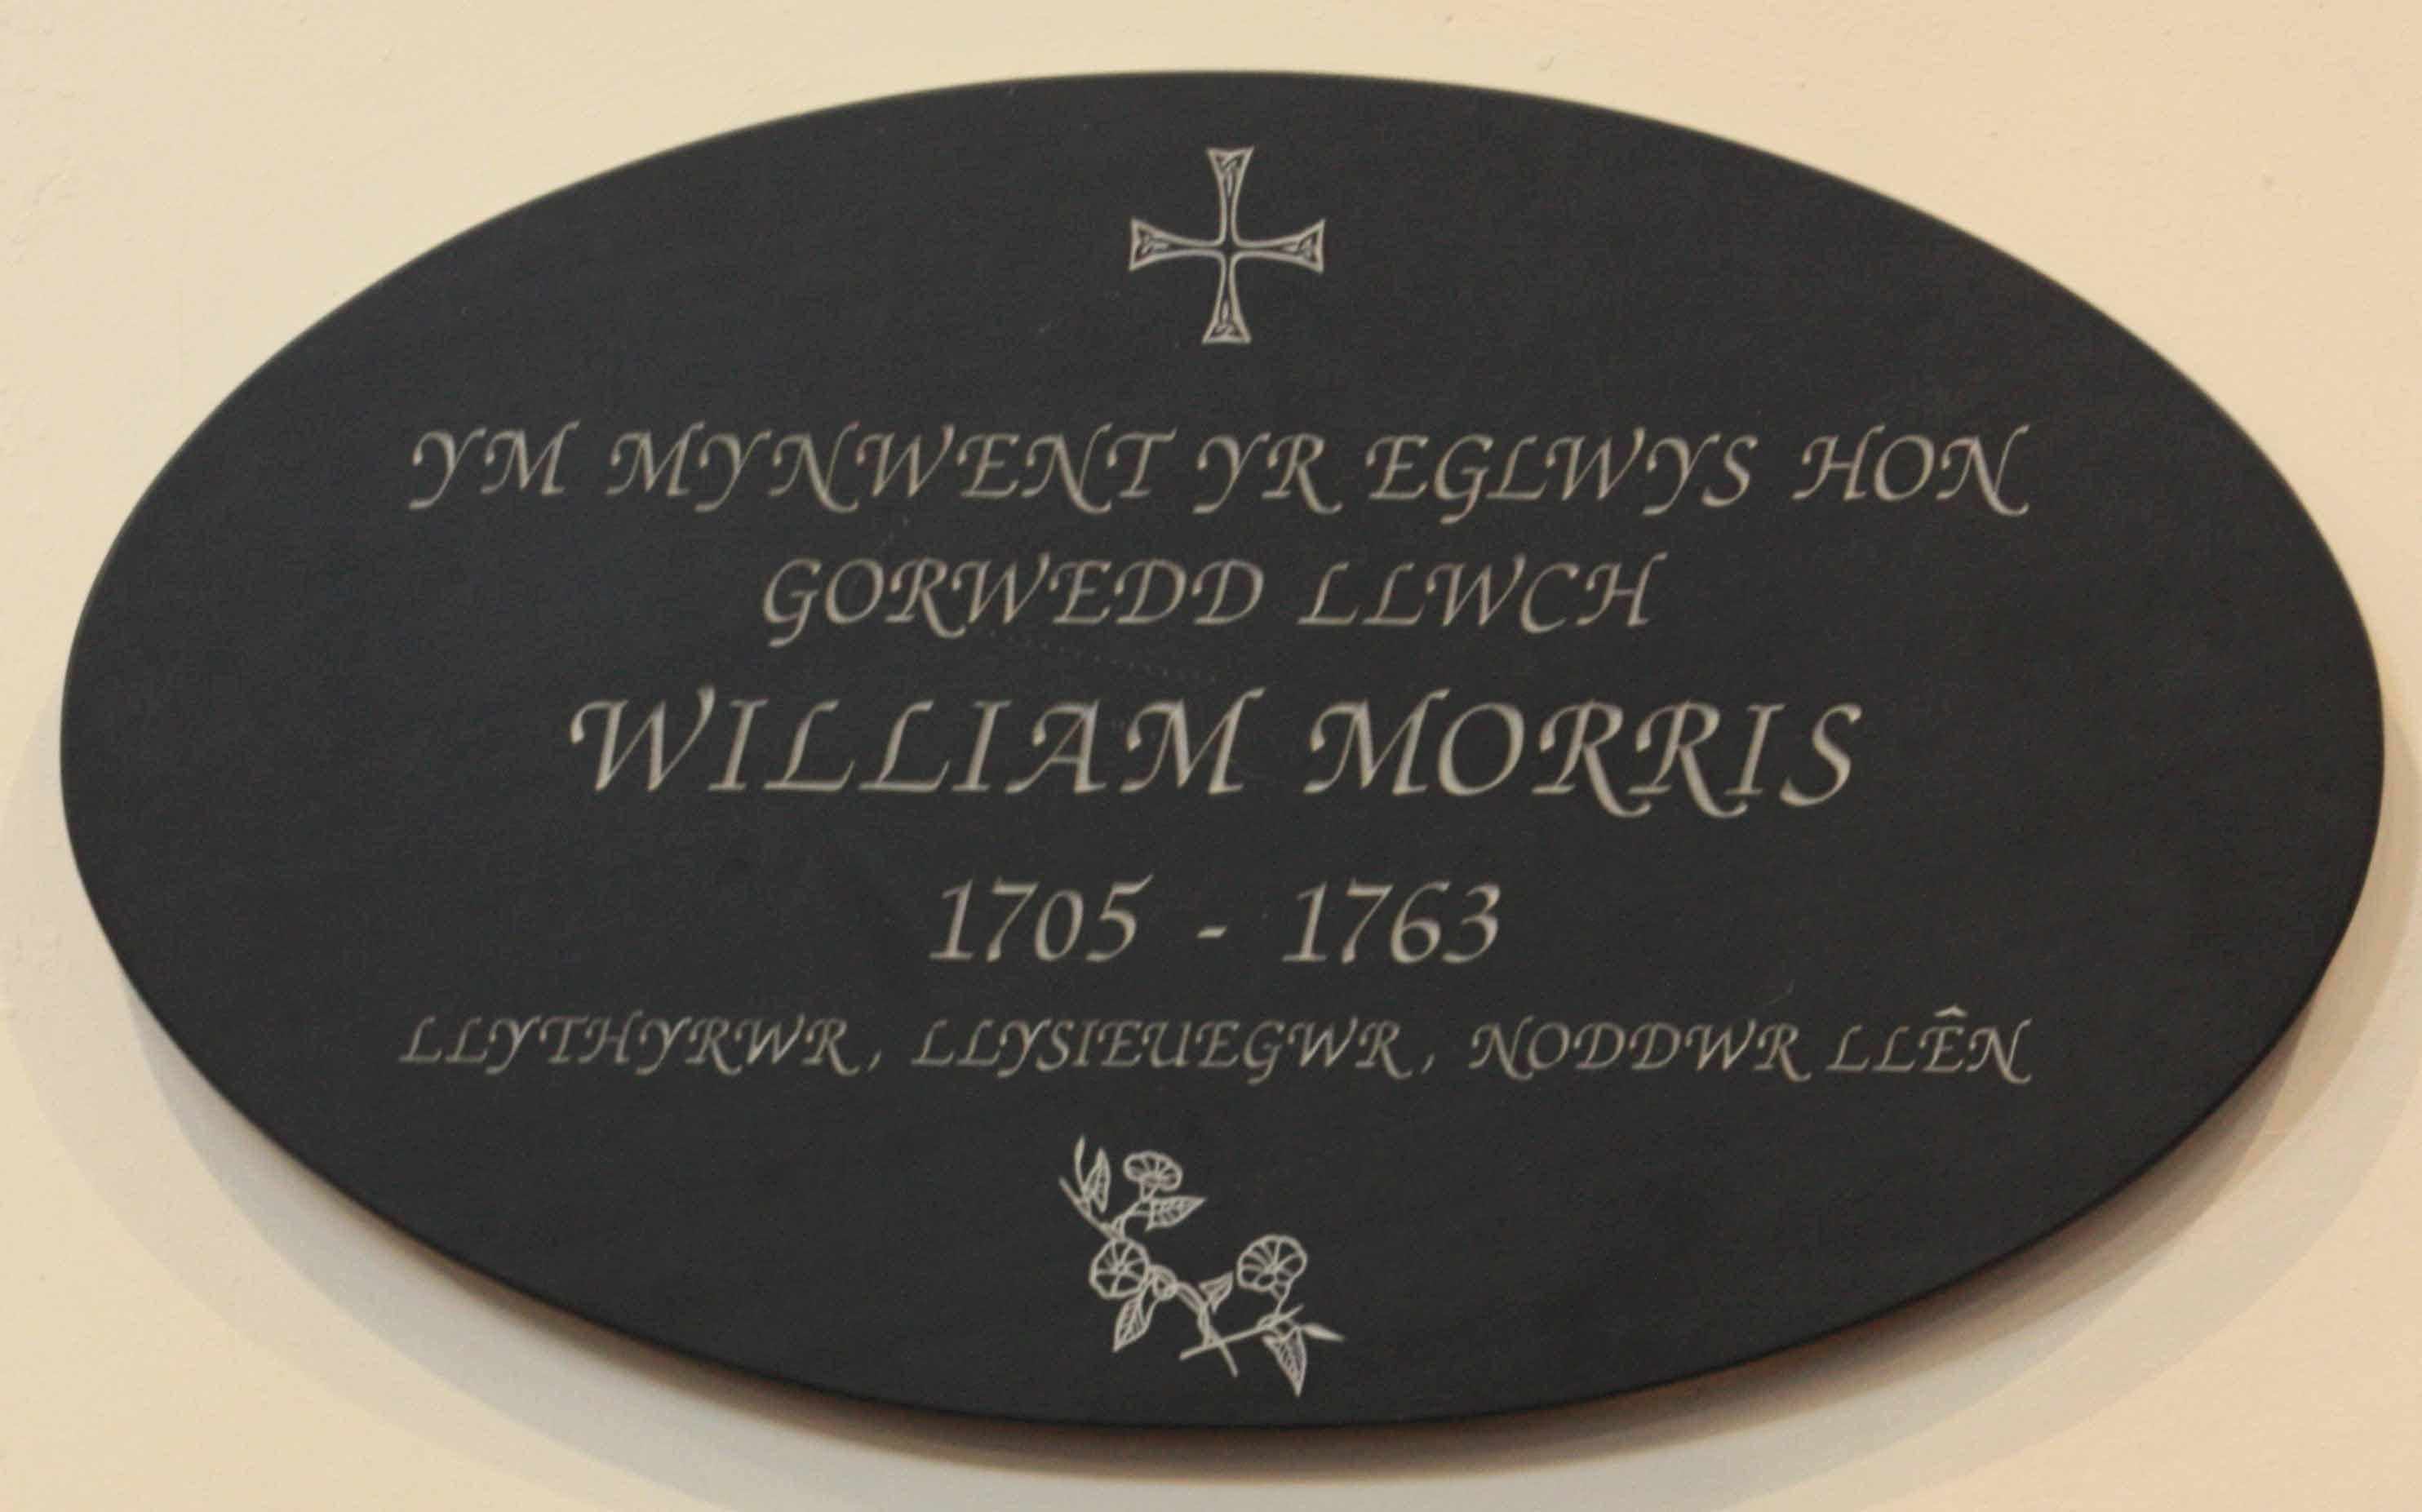 YM MYNWENT YR EGLWYS HON
GORWEDD LLWCH
WILLIAM MORRIS
1705 - 1763
LLYTHYRWR, LLYSIEUEGWR, NODDWR LLÊN